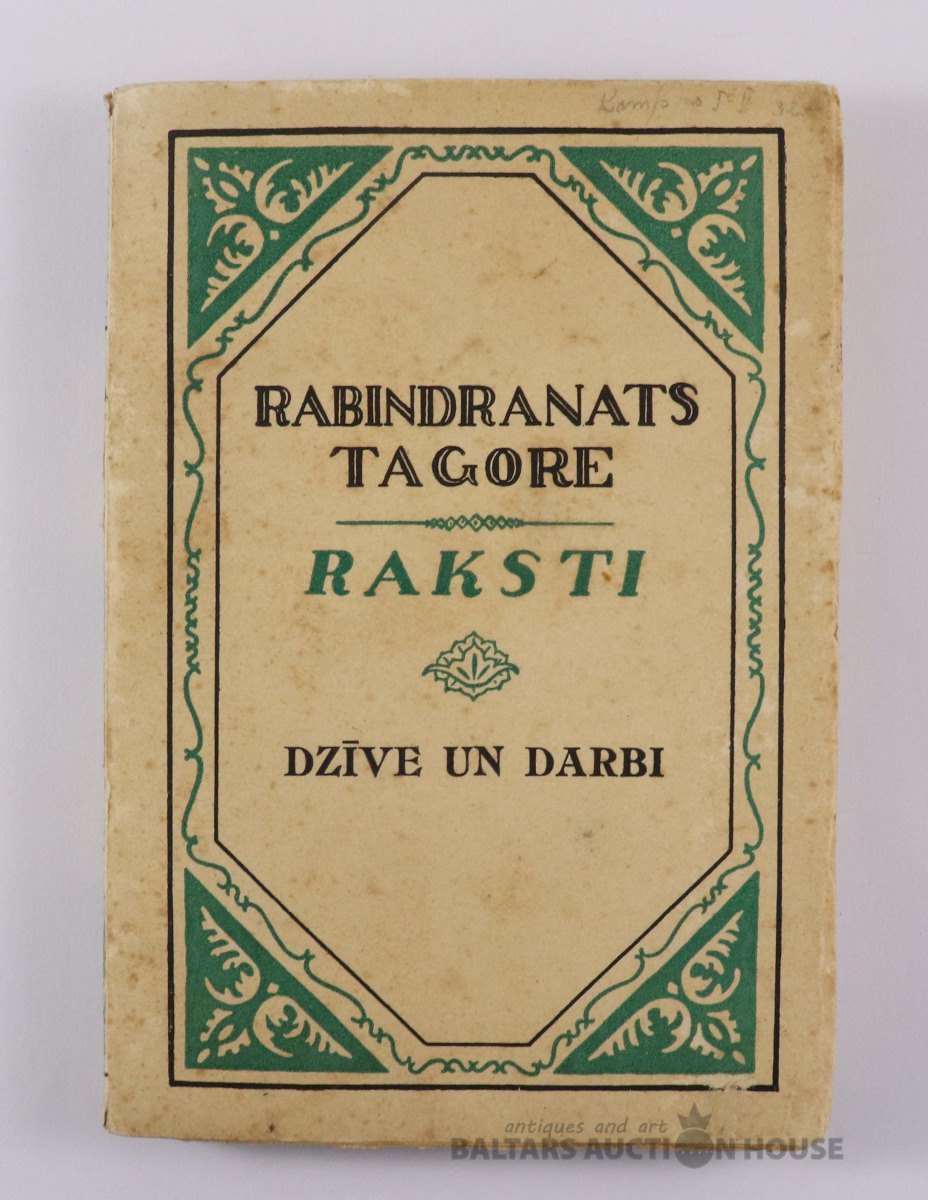 RABINDRANATS
TAGORE
RAKSTI
DZĪVE UN DARBI
antiques and art
BALTARS AUCTION HOUSE